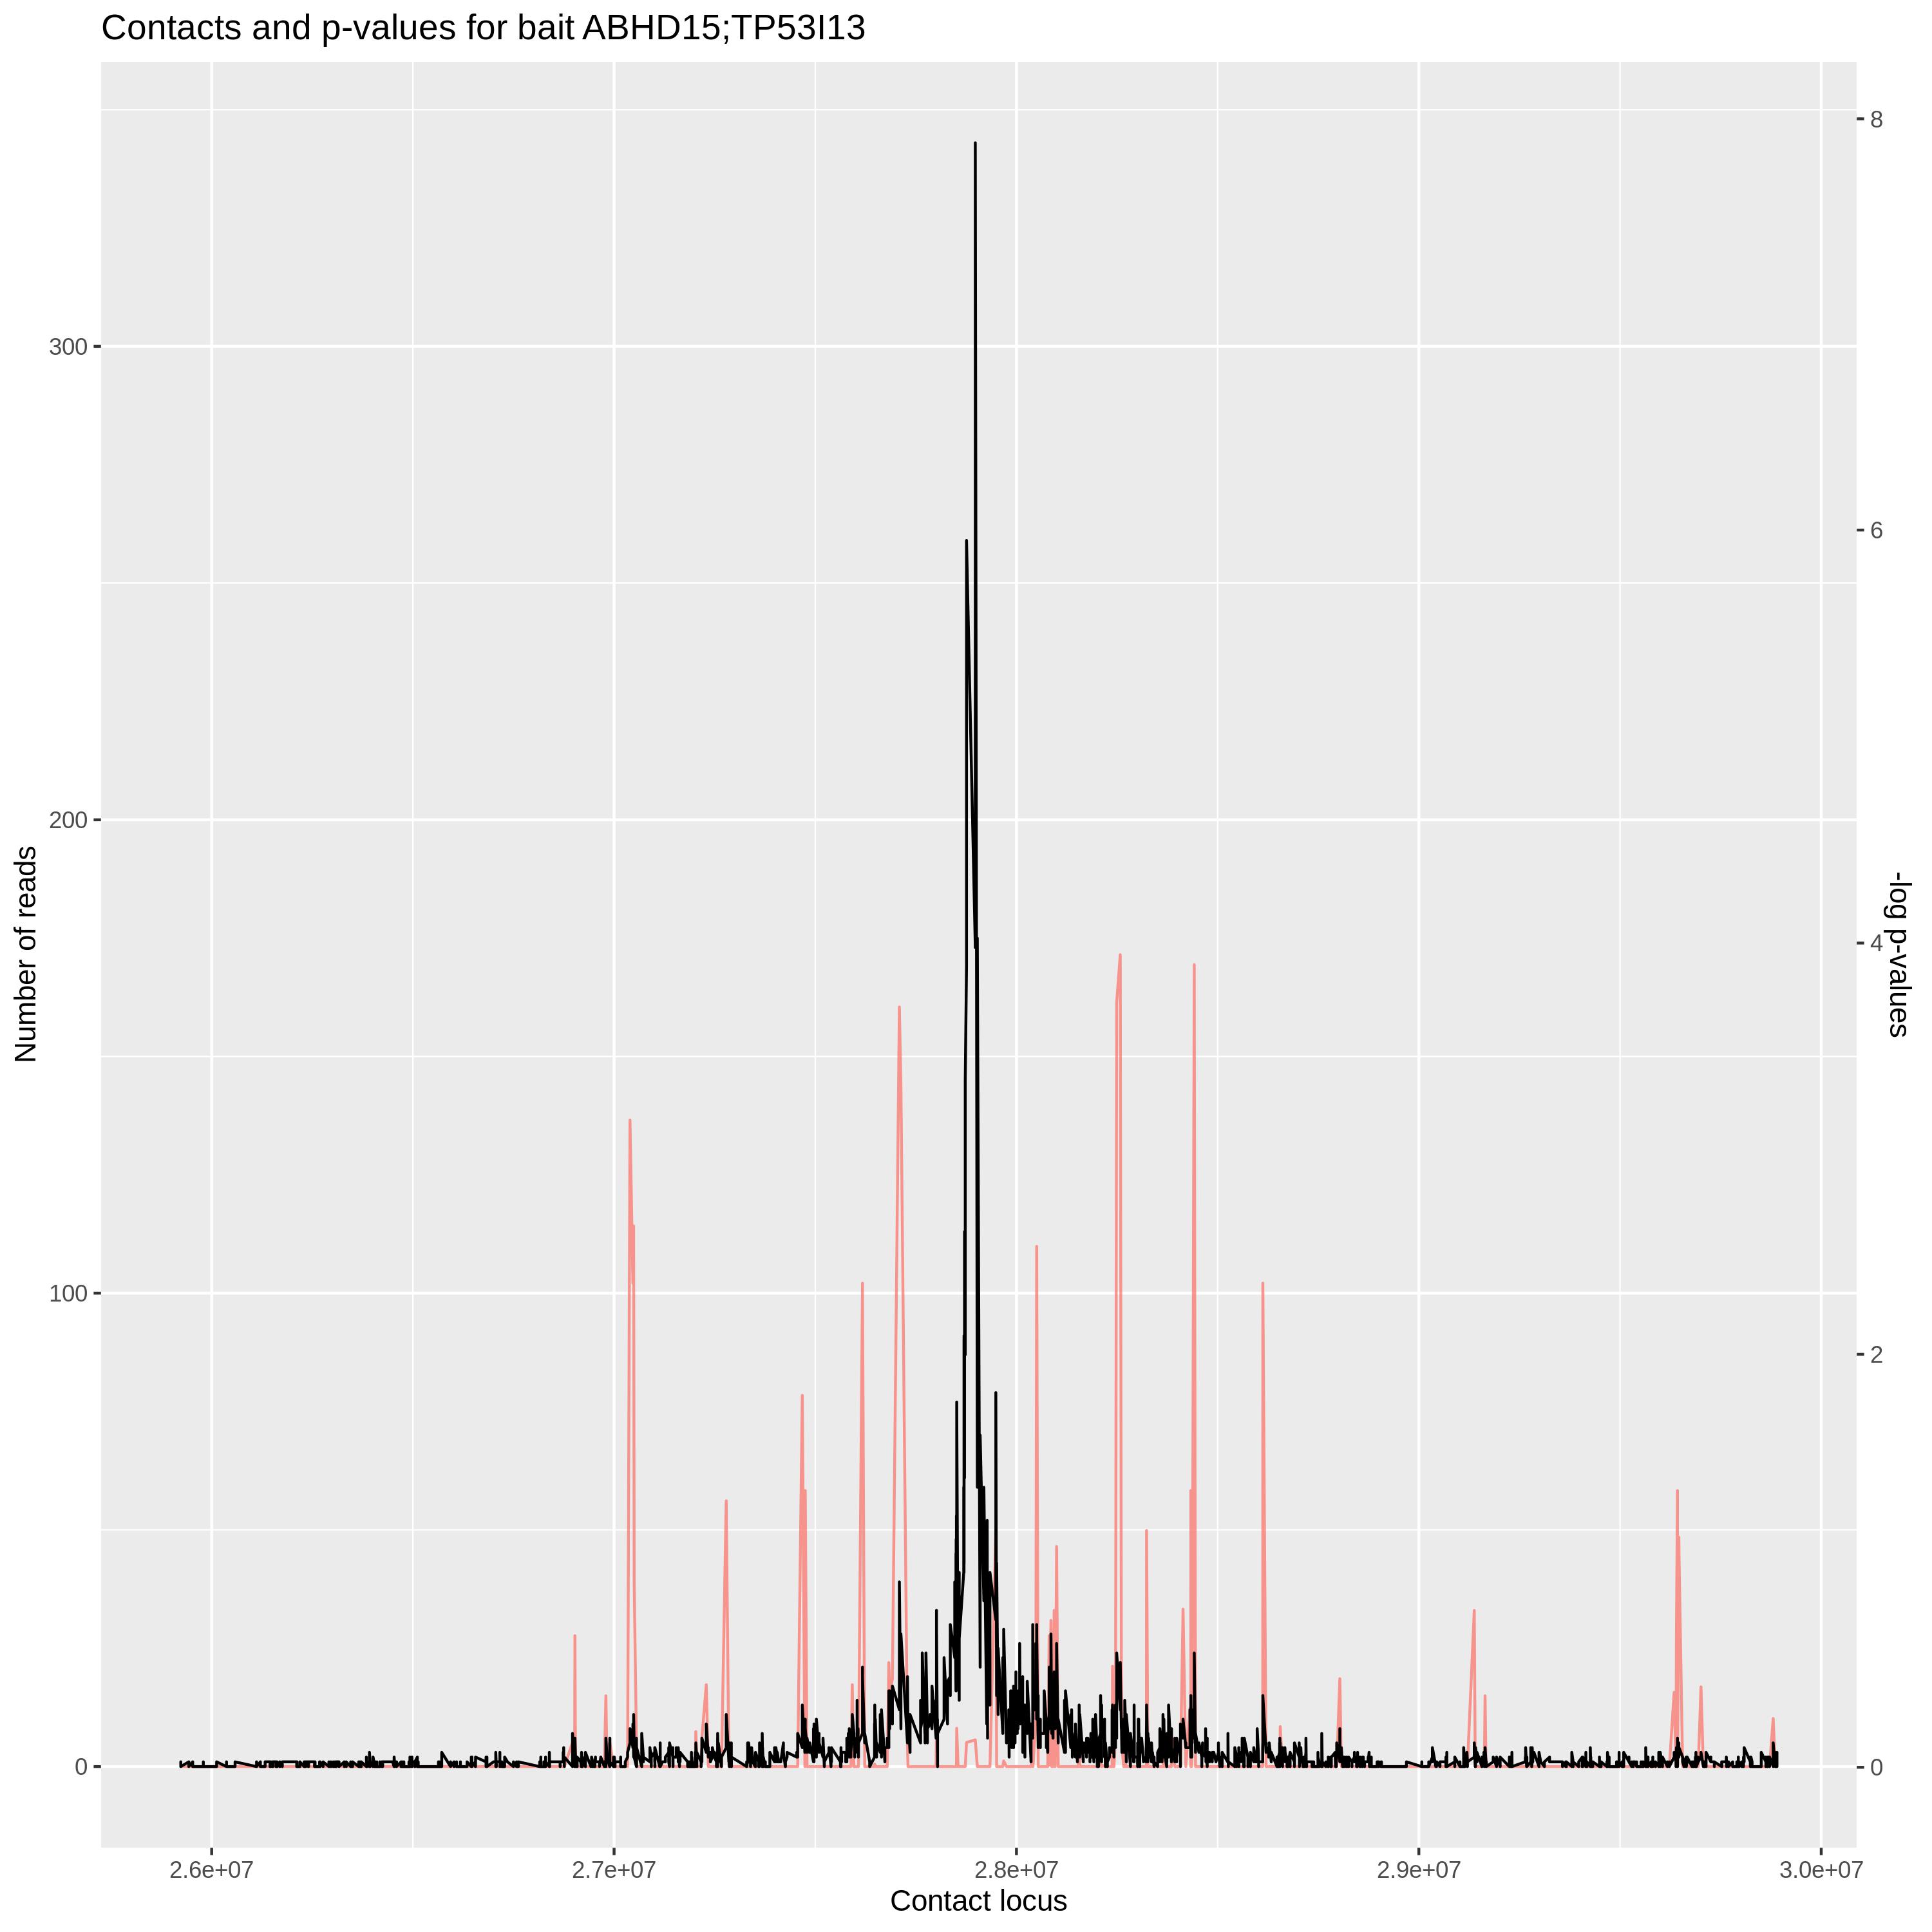 Contacts and p-values for bait ABHD15;TP53I13
Number of reads
300
200
100
0
8
6
4
2
0
-log p-values
2.6e+07
2.7e+07
2.8e+07
2.9e+07
3.0e+07
Contact locus